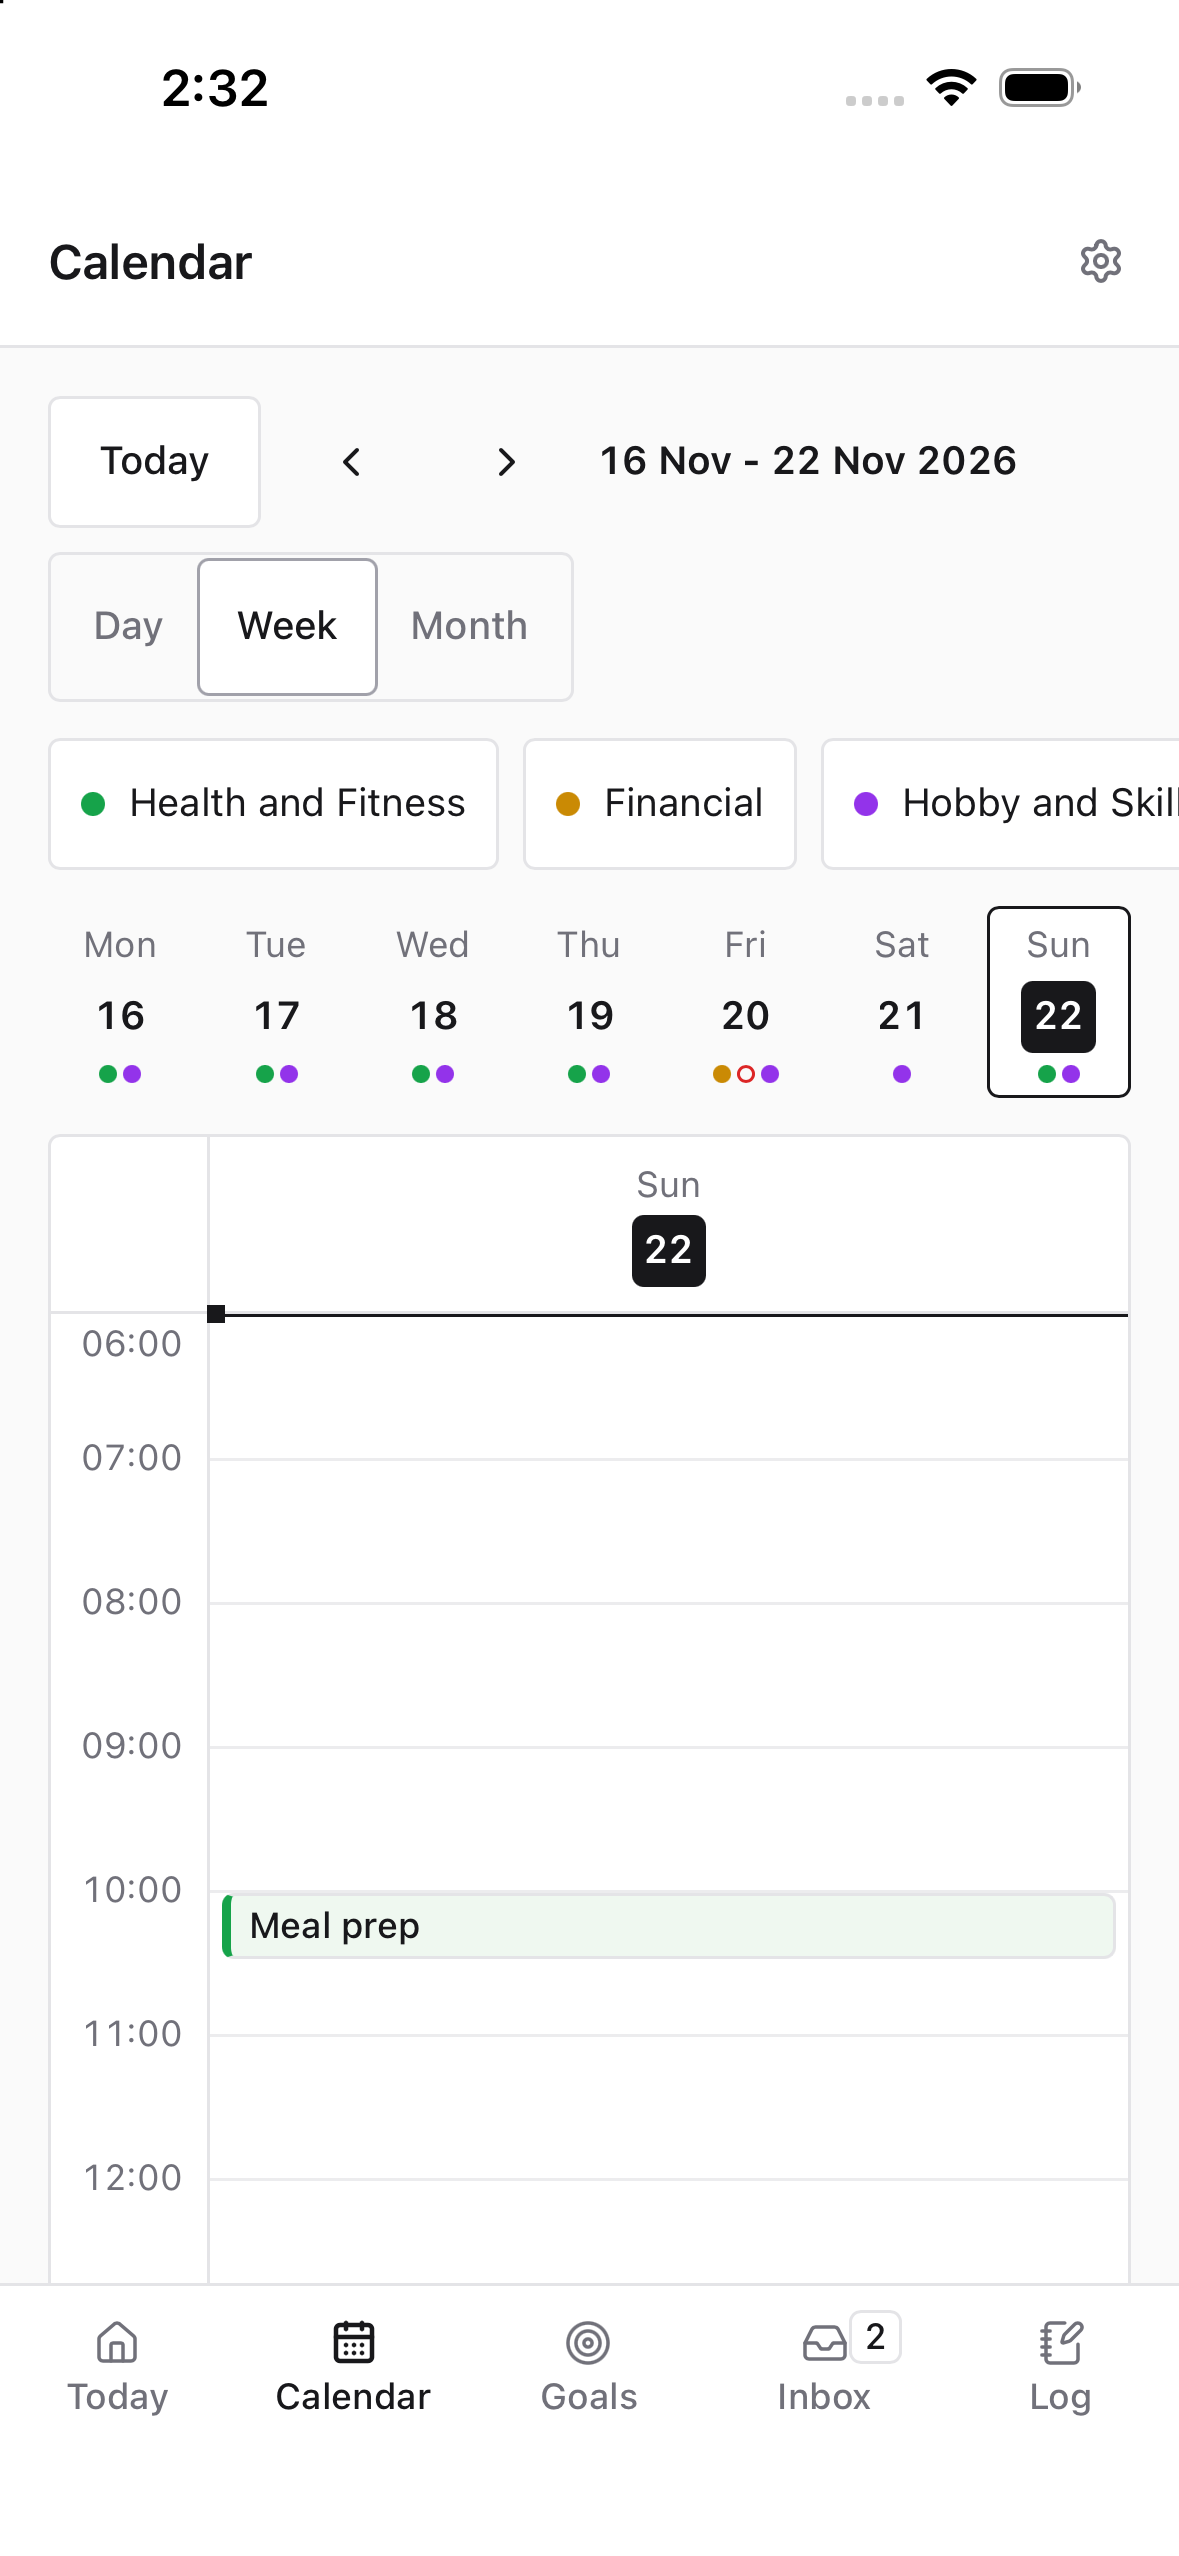 2:32
Calendar
Today
16 Nov - 22 Nov 2026
Day Week Month
Health and Fitness Financial Hobby and Skill
Mon Tue Wed Thu Fri Sat Sun
16 17 18 19 20 21 22
Sun
22
06:00
07:00
08:00
09:00
10:00
Meal prep
11:00
12:00
2
Today Calendar Goals Inbox Log